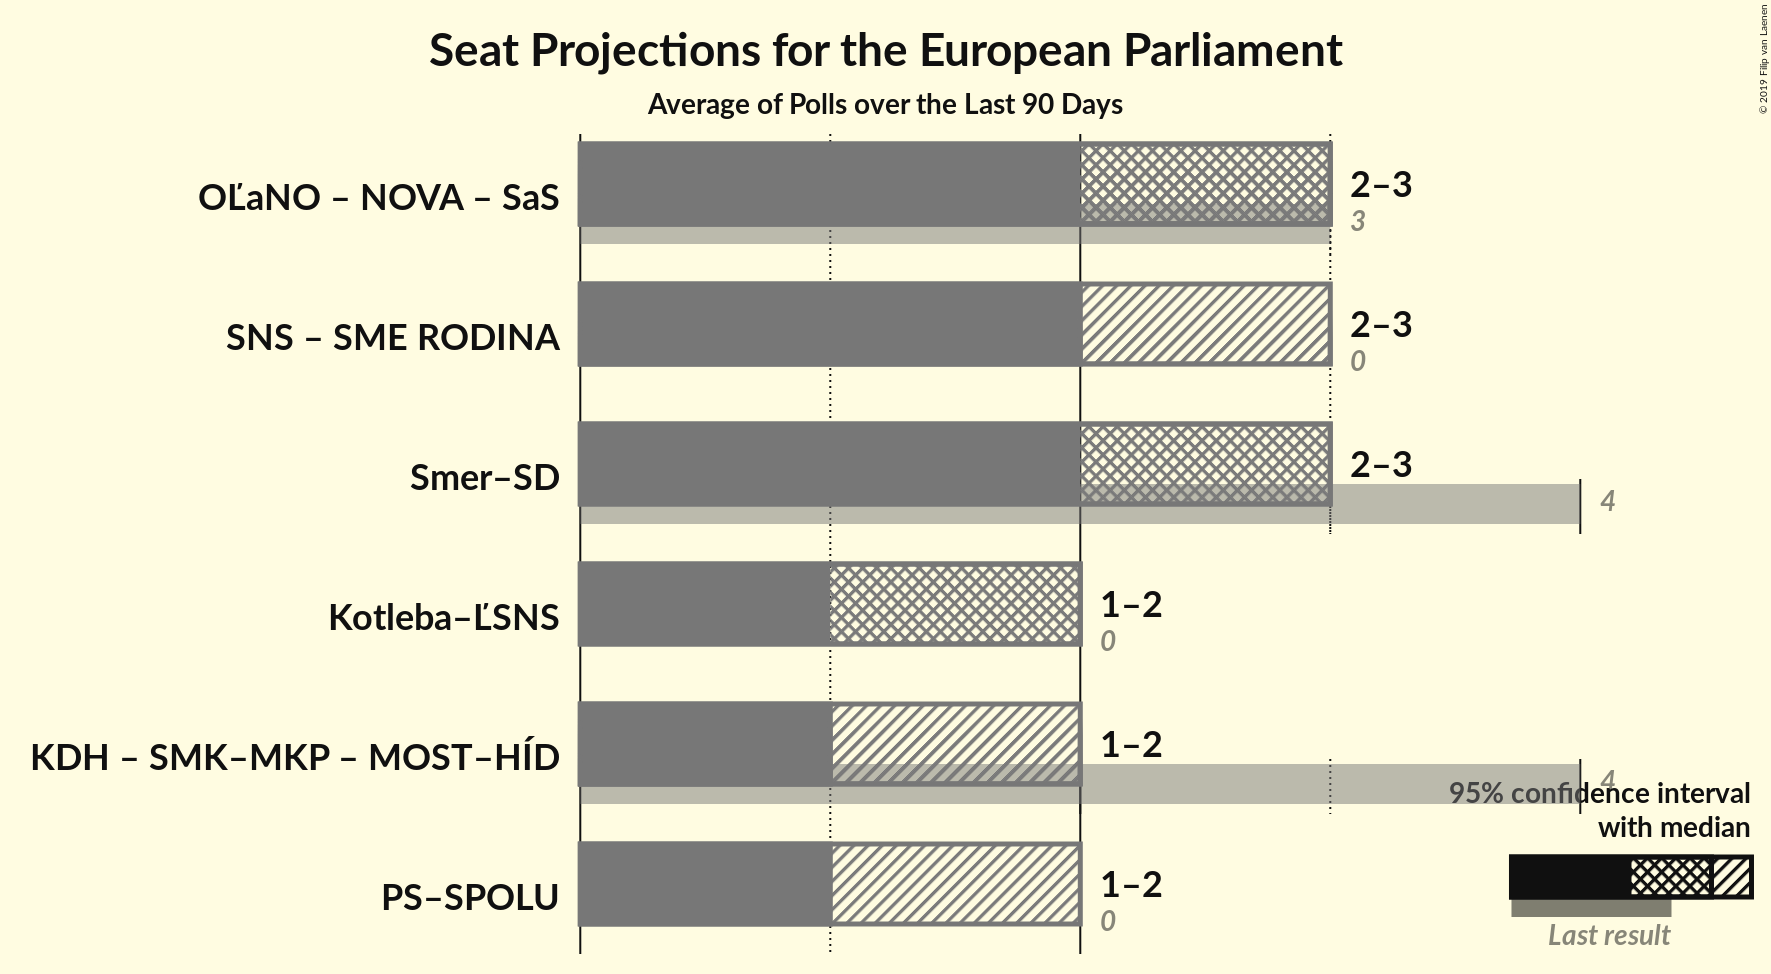 Seat Projections for the European Parliament
Average of Polls over the Last 90 Days
© 2019 Filip van Laenen
OĽaNO – NOVA – SaS
2–3
3
SNS – SME RODINA
2–3
0
Smer–SD
2–3
4
Kotleba–ĽSNS
1–2
0
KDH – SMK–MKP – MOST–HÍD
1–2
4
PS–SPOLU
1–2
0
95% confidence interval
with median
Last result